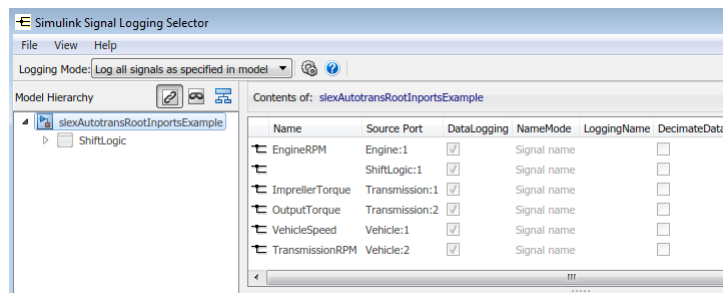 Simulink Signal Logging Selector
File View Help
Logging Mode: Log all signals as specified in model
Model Hierarchy
slexAutotransRootInportsExample
ShiftLogic
Contents of: slexAutotransRootInportsExample
Name Source Port DataLogging NameMode LoggingName DecimateData
EngineRPM Engine:1 Signal name
ShiftLogic:1 Signal name
ImprellerTorque Transmission:1 Signal name
OutputTorque Transmission:2 Signal name
VehicleSpeed Vehicle:1 Signal name
TransmissionRPM Vehicle:2 Signal name